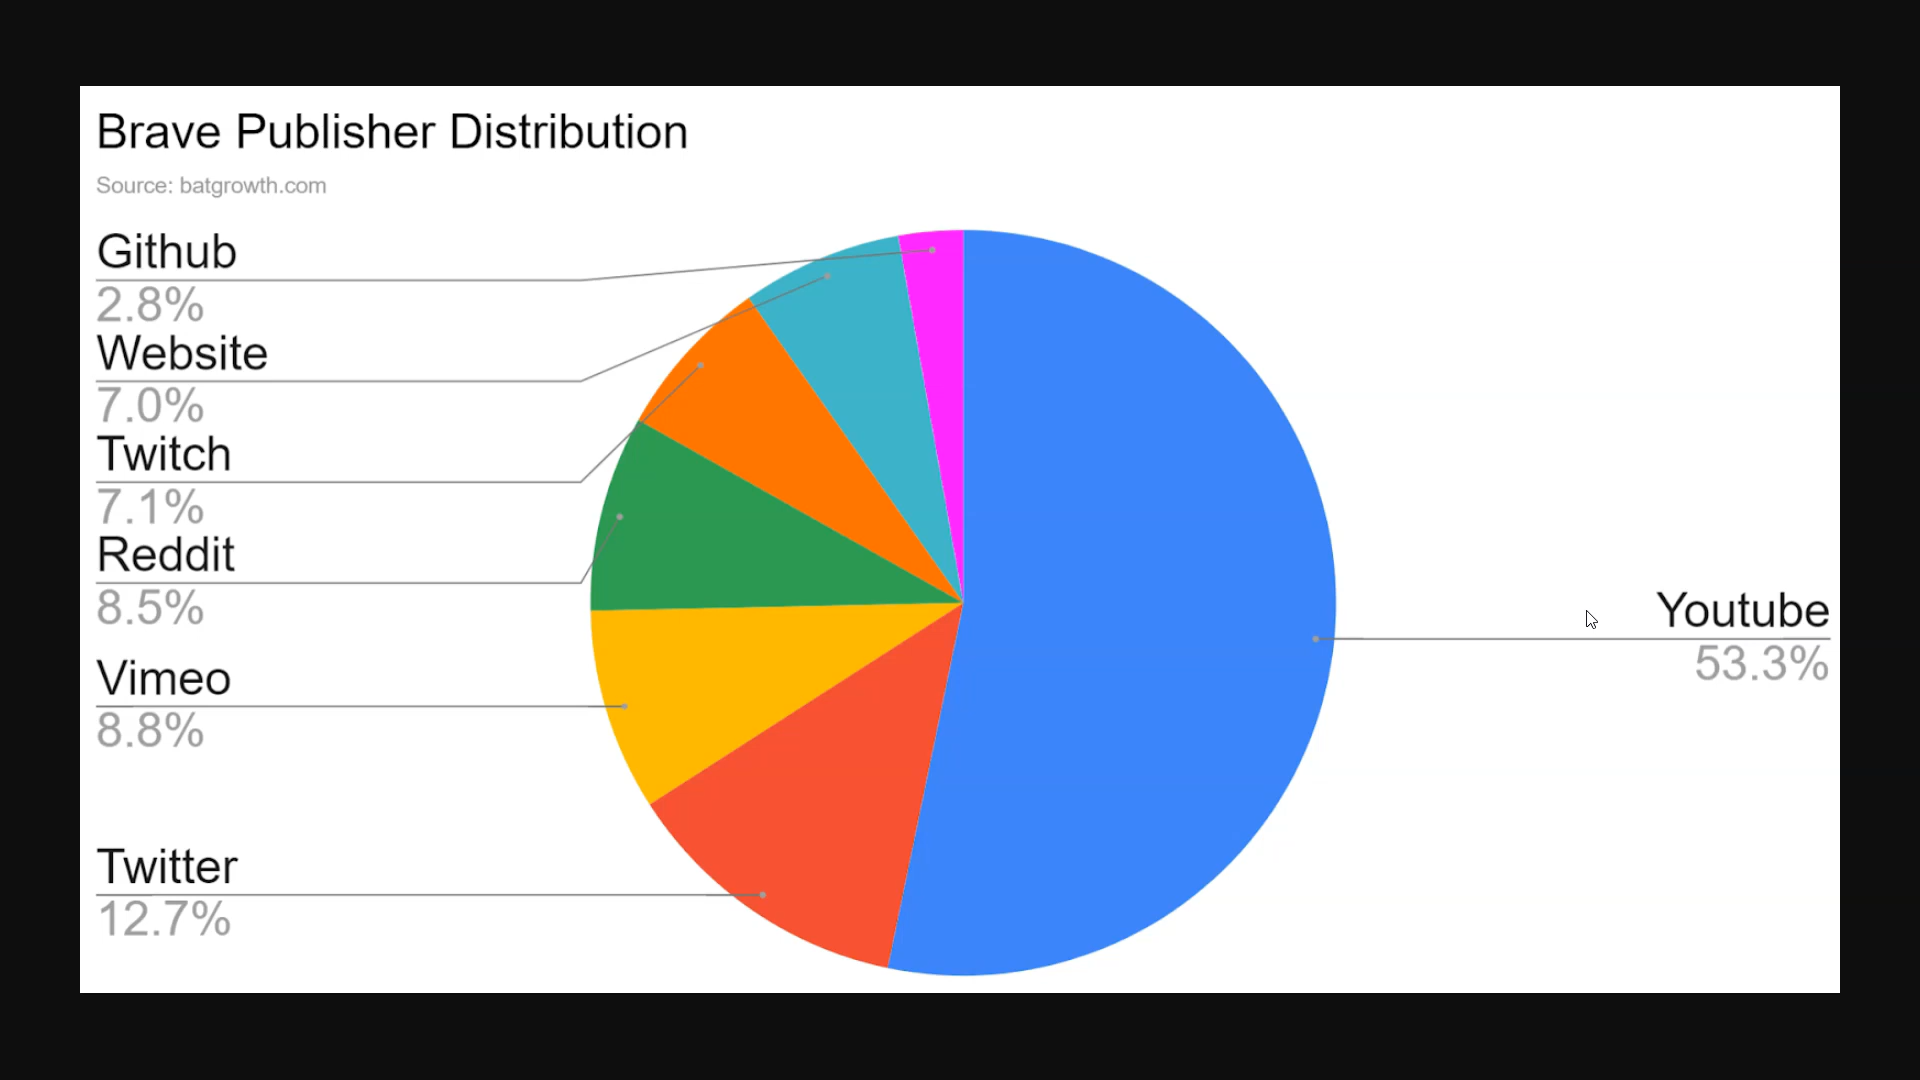 Brave Publisher Distribution
Source: batgrowth.com
Github
2.8%
Website
7.0%
Twitch
7.1%
Reddit
8.5%
Vimeo
8.8%
Twitter
12.7%
Youtube
53.3%